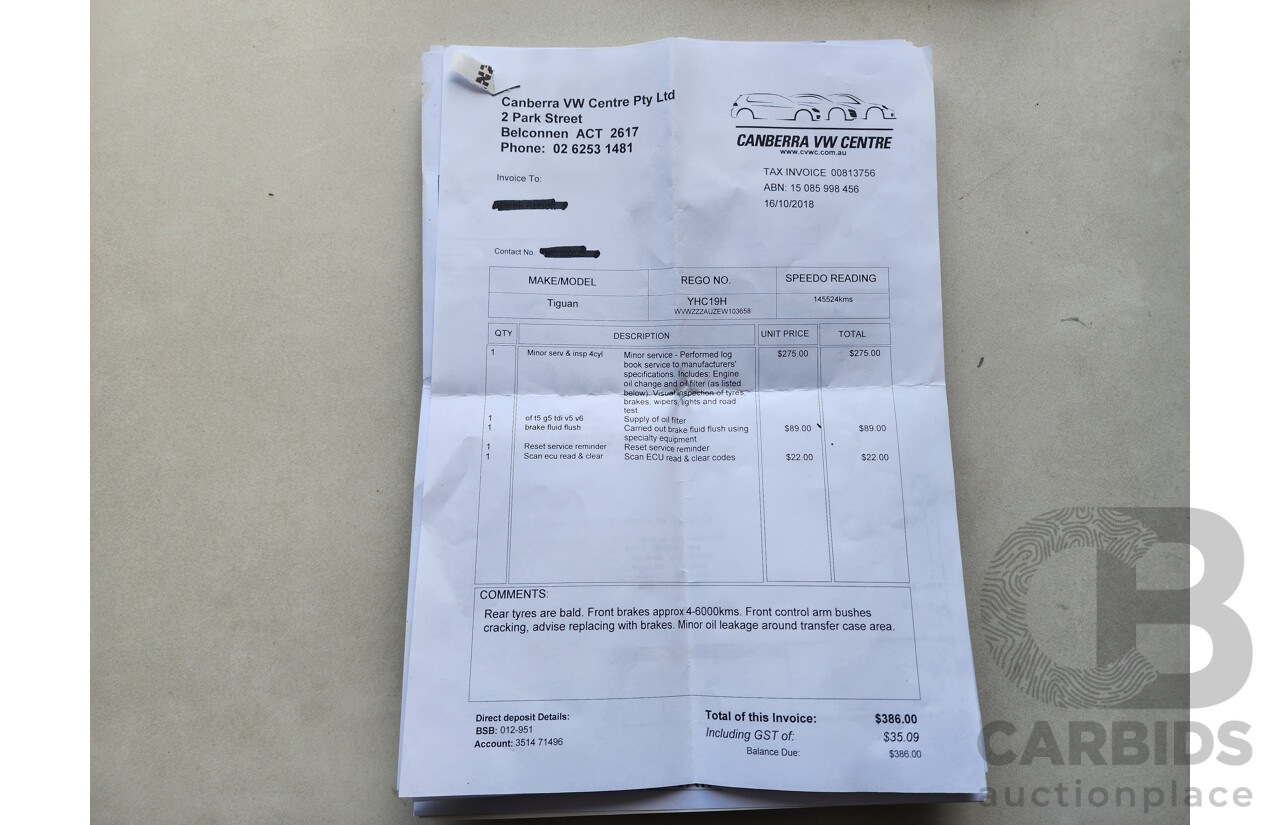 Canberra VW Centre Pty Ltd
2 Park Street
Belconnen ACT 2617
Phone: 02 6253 1481
CANBERRA VW CENTRE
www.cvwc.com.au
TAX INVOICE 00813756
ABN: 15 085 998 456
16/10/2018
Invoice To:
Contact No.
MAKE/MODEL REGO NO. SPEEDO READING
Tiguan YHC19H 145524kms
WVWZZZAUZEW103658
QTY DESCRIPTION UNIT PRICE TOTAL
1 Minor serv & insp 4cyl Minor service - Performed log $275.00 $275.00
book service to manufacturers'
specifications. Includes: Engine
oil change and oil filter (as listed
below). Visual inspection of tyres,
brakes, wipers, lights and road
test.
1 of t5 g5 tdi v5 v6 Supply of oil filter
1 brake fluid flush Carried out brake fluid flush using $89.00 $89.00
specialty equipment.
1 Reset service reminder Reset service reminder
1 Scan ecu read & clear Scan ECU read & clear codes $22.00 $22.00
COMMENTS:
Rear tyres are bald. Front brakes approx 4-6000kms. Front control arm bushes
cracking, advise replacing with brakes. Minor oil leakage around transfer case area.
Direct deposit Details:
BSB: 012-951
Account: 3514 71496
Total of this Invoice: $386.00
Including GST of: $35.09
Balance Due: $386.00
CB
CARBIDS
auctionplace